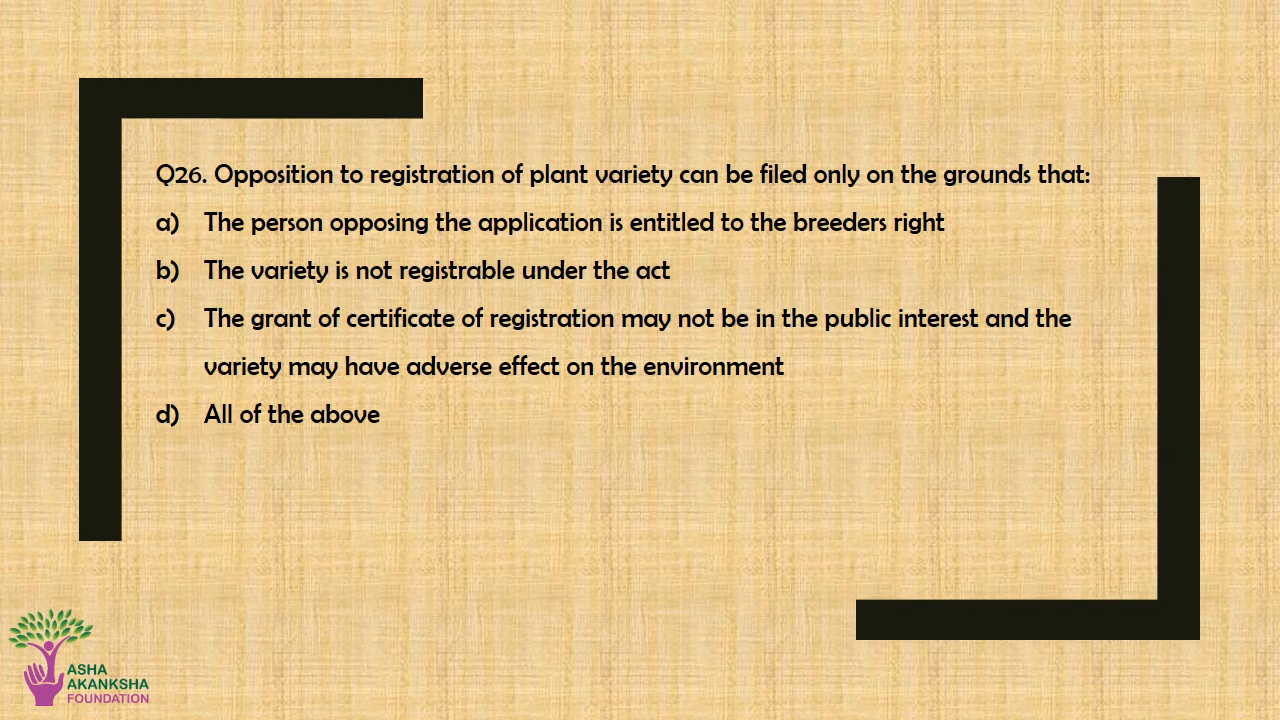 Q26. Opposition to registration of plant variety can be filed only on the grounds that:
a) The person opposing the application is entitled to the breeders right
b) The variety is not registrable under the act
c) The grant of certificate of registration may not be in the public interest and the
variety may have adverse effect on the environment
d) All of the above
ASHA
AKANKSHA
FOUNDATION